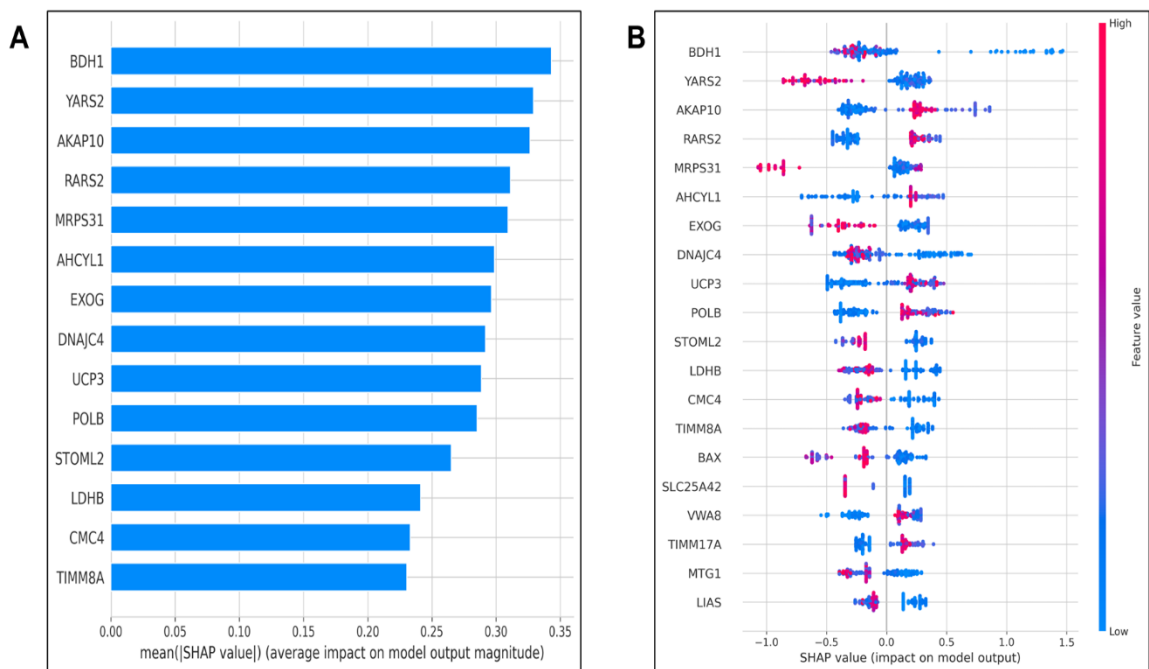 A
BDH1
YARS2
AKAP10
RARS2
MRPS31
AHCYL1
EXOG
DNAJC4
UCP3
POLB
STOML2
LDHB
CMC4
TIMM8A
0.00 0.05 0.10 0.15 0.20 0.25 0.30 0.35
mean(|SHAP value|) (average impact on model output magnitude)
B
BDH1
YARS2
AKAP10
RARS2
MRPS31
AHCYL1
EXOG
DNAJC4
UCP3
POLB
STOML2
LDHB
CMC4
TIMM8A
BAX
SLC25A42
VWA8
TIMM17A
MTG1
LIAS
−1.0 −0.5 0.0 0.5 1.0 1.5
SHAP value (impact on model output)
High
Feature value
Low